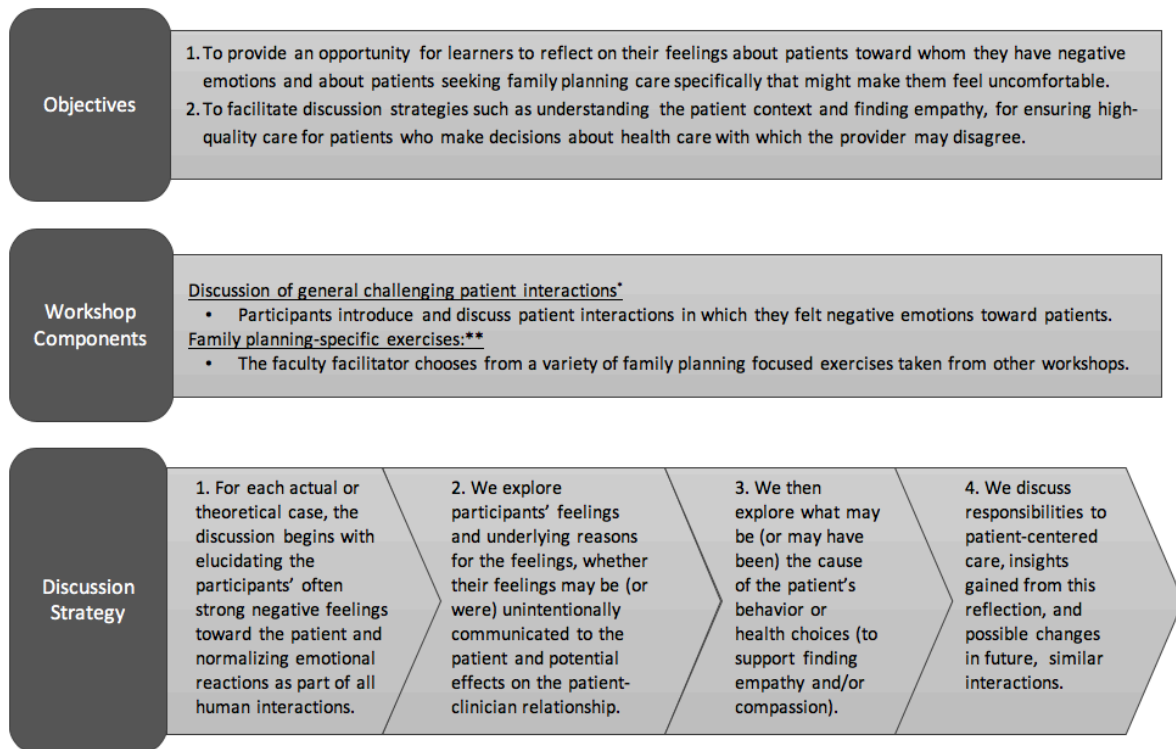 Objectives
1. To provide an opportunity for learners to reflect on their feelings about patients toward whom they have negative
emotions and about patients seeking family planning care specifically that might make them feel uncomfortable.
2. To facilitate discussion strategies such as understanding the patient context and finding empathy, for ensuring high-
quality care for patients who make decisions about health care with which the provider may disagree.
Workshop
Components
Discussion of general challenging patient interactions*
• Participants introduce and discuss patient interactions in which they felt negative emotions toward patients.
Family planning-specific exercises:**
• The faculty facilitator chooses from a variety of family planning focused exercises taken from other workshops.
Discussion
Strategy
1. For each actual or
theoretical case, the
discussion begins with
elucidating the
participants' often
strong negative feelings
toward the patient and
normalizing emotional
reactions as part of all
human interactions.
2. We explore
participants' feelings
and underlying reasons
for the feelings, whether
their feelings may be (or
were) unintentionally
communicated to the
patient and potential
effects on the patient-
clinician relationship.
3. We then
explore what may
be (or may have
been) the cause of
the patient's
behavior or
health choices (to
support finding
empathy and/or
compassion).
4. We discuss
responsibilities to
patient-centered
care, insights
gained from this
reflection, and
possible changes
in future, similar
interactions.